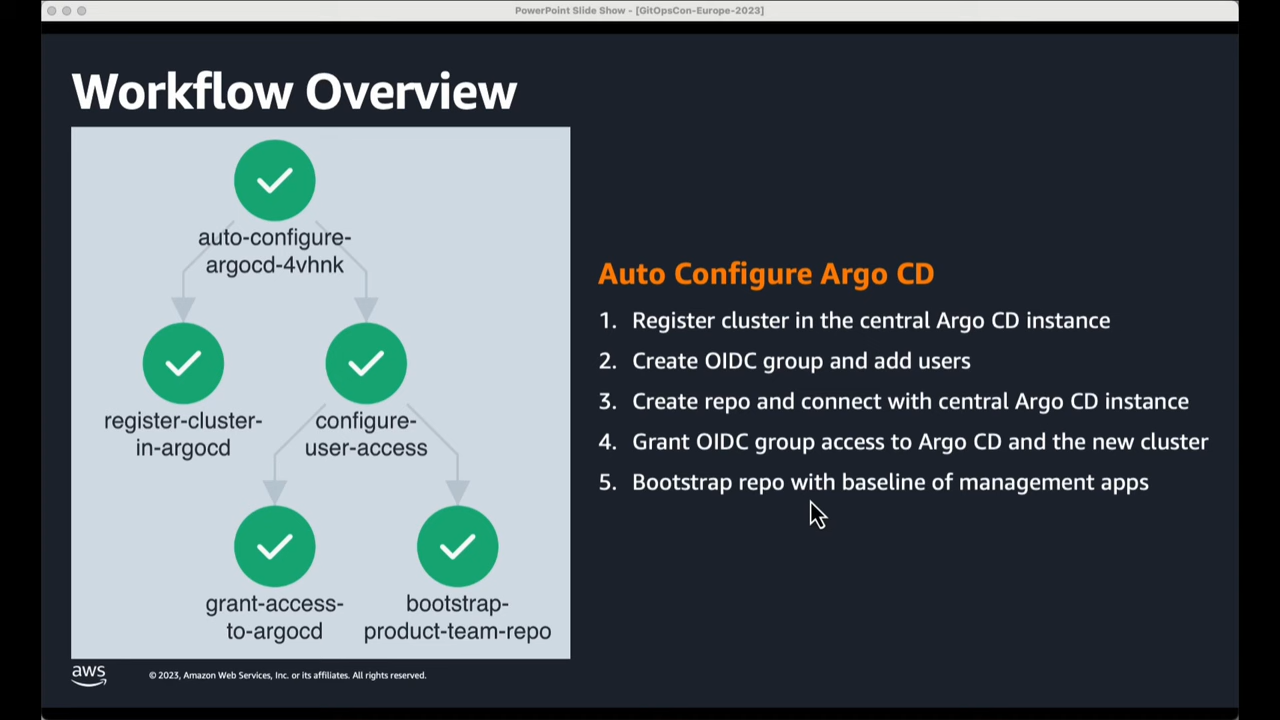 PowerPoint Slide Show - [GitOpsCon-Europe-2023]
Workflow Overview
auto-configure-
argocd-4vhnk
register-cluster-
in-argocd
configure-
user-access
grant-access-
to-argocd
bootstrap-
product-team-repo
Auto Configure Argo CD
1. Register cluster in the central Argo CD instance
2. Create OIDC group and add users
3. Create repo and connect with central Argo CD instance
4. Grant OIDC group access to Argo CD and the new cluster
5. Bootstrap repo with baseline of management apps
aws
© 2023, Amazon Web Services, Inc. or its affiliates. All rights reserved.